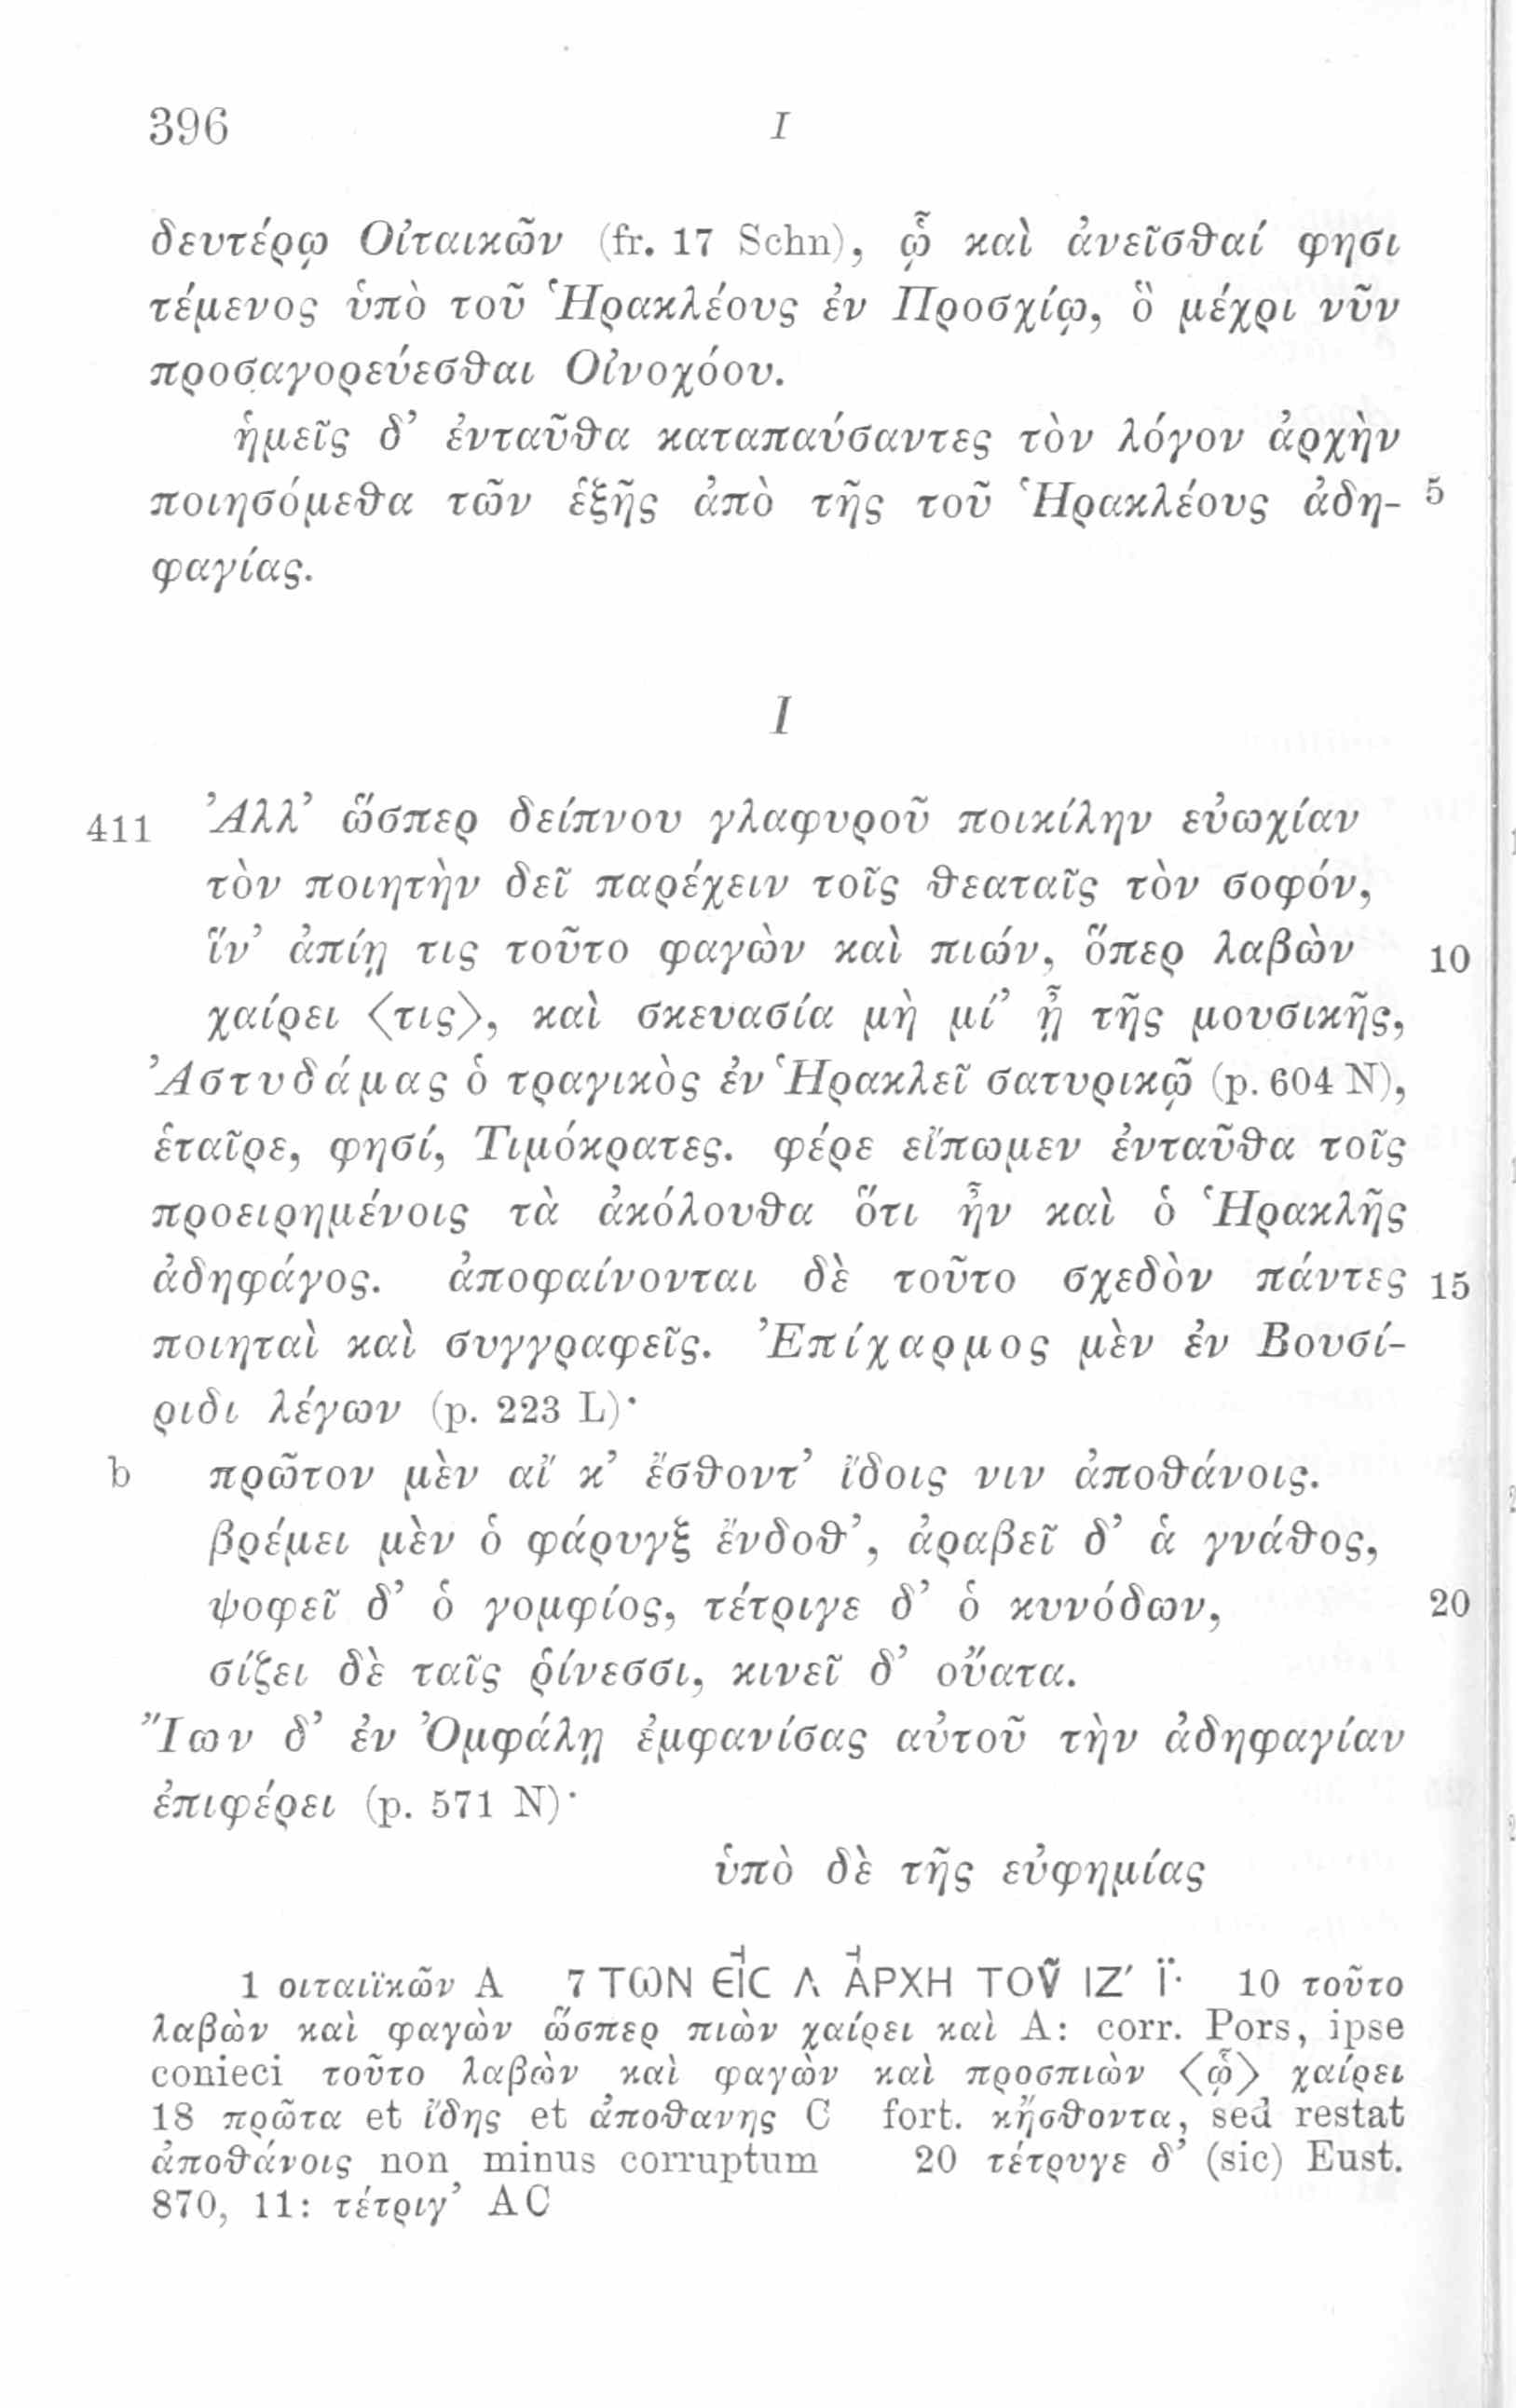 396 I
δευτέρῳ Οἰταικῶν (fr. 17 Schn), ᾧ καὶ ἀνεῖσθαί φησι
τέμενος ὑπὸ τοῦ Ἡρακλέους ἐν Προσχίῳ, ὃ μέχρι νῦν
προσαγορεύεσθαι Οἰνοχόου.
ἡμεῖς δ’ ἐνταῦθα καταπαύσαντες τὸν λόγον ἀρχὴν
ποιησόμεθα τῶν ἑξῆς ἀπὸ τῆς τοῦ Ἡρακλέους ἀδη- 5
φαγίας.
I
411 Ἀλλ’ ὥσπερ δείπνου γλαφυροῦ ποικίλην εὐωχίαν
τὸν ποιητὴν δεῖ παρέχειν τοῖς θεαταῖς τὸν σοφόν,
ἵν’ ἀπίῃ τις τοῦτο φαγὼν καὶ πιών, ὅπερ λαβὼν 10
χαίρει ⟨τις⟩, καὶ σκευασία μὴ μί’ ᾖ τῆς μουσικῆς,
Ἀστυδάμας ὁ τραγικὸς ἐν Ἡρακλεῖ σατυρικῷ (p. 604 N),
ἑταῖρε, φησί, Τιμόκρατες. φέρε εἴπωμεν ἐνταῦθα τοῖς
προειρημένοις τὰ ἀκόλουθα ὅτι ἦν καὶ ὁ Ἡρακλῆς
ἀδηφάγος. ἀποφαίνονται δὲ τοῦτο σχεδὸν πάντες 15
ποιηταὶ καὶ συγγραφεῖς. Ἐπίχαρμος μὲν ἐν Βουσί-
ριδι λέγων (p. 223 L)·
b πρῶτον μὲν αἴ κ’ ἔσθοντ’ ἴδοις νιν ἀποθάνοις.
βρέμει μὲν ὁ φάρυγξ ἔνδοθ’, ἀραβεῖ δ’ ἁ γνάθος,
ψοφεῖ δ’ ὁ γομφίος, τέτριγε δ’ ὁ κυνόδων, 20
σίζει δὲ ταῖς ῥίνεσσι, κινεῖ δ’ οὔατα.
Ἴων δ’ ἐν Ὀμφάλῃ ἐμφανίσας αὐτοῦ τὴν ἀδηφαγίαν
ἐπιφέρει (p. 571 N)·
ὑπὸ δὲ τῆς εὐφημίας
1 οιταιϊκῶν A 7 ΤΩΝ ΕΙC Λ ΑΡΧΗ ΤΟῦ ΙΖ′ Ϊ· 10 τοῦτο
λαβὼν καὶ φαγὼν ὥσπερ πιὼν χαίρει καὶ A: corr. Pors, ipse
conieci τοῦτο λαβὼν καὶ φαγὼν καὶ προσπιὼν ⟨ᾧ⟩ χαίρει
18 πρῶτα et ἴδης et ἀποθανης C fort. κἤσθοντα, sed restat
ἀποθάνοις non minus corruptum 20 τέτρυγε δ’ (sic) Eust.
870, 11: τέτριγ’ AC